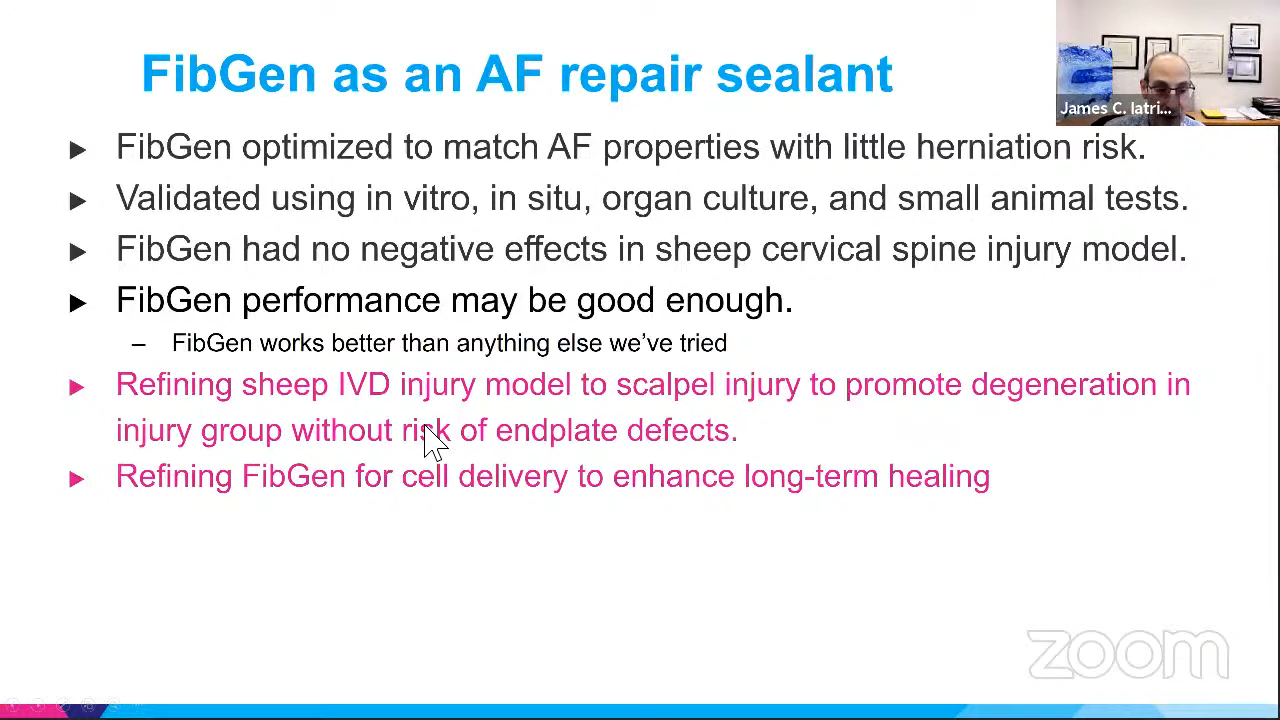 FibGen as an AF repair sealant
James C. Iatri...
► FibGen optimized to match AF properties with little herniation risk.
► Validated using in vitro, in situ, organ culture, and small animal tests.
► FibGen had no negative effects in sheep cervical spine injury model.
► FibGen performance may be good enough.
– FibGen works better than anything else we've tried
► Refining sheep IVD injury model to scalpel injury to promote degeneration in
injury group without risk of endplate defects.
► Refining FibGen for cell delivery to enhance long-term healing
zoom